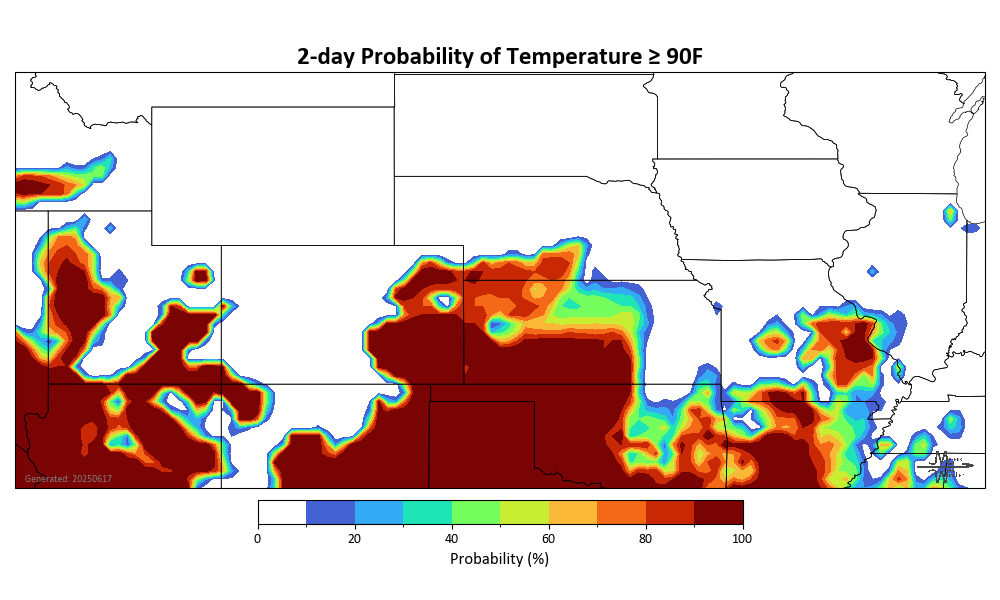 2-day Probability of Temperature ≥ 90F
Generated: 20250617
0 20 40 60 80 100
Probability (%)